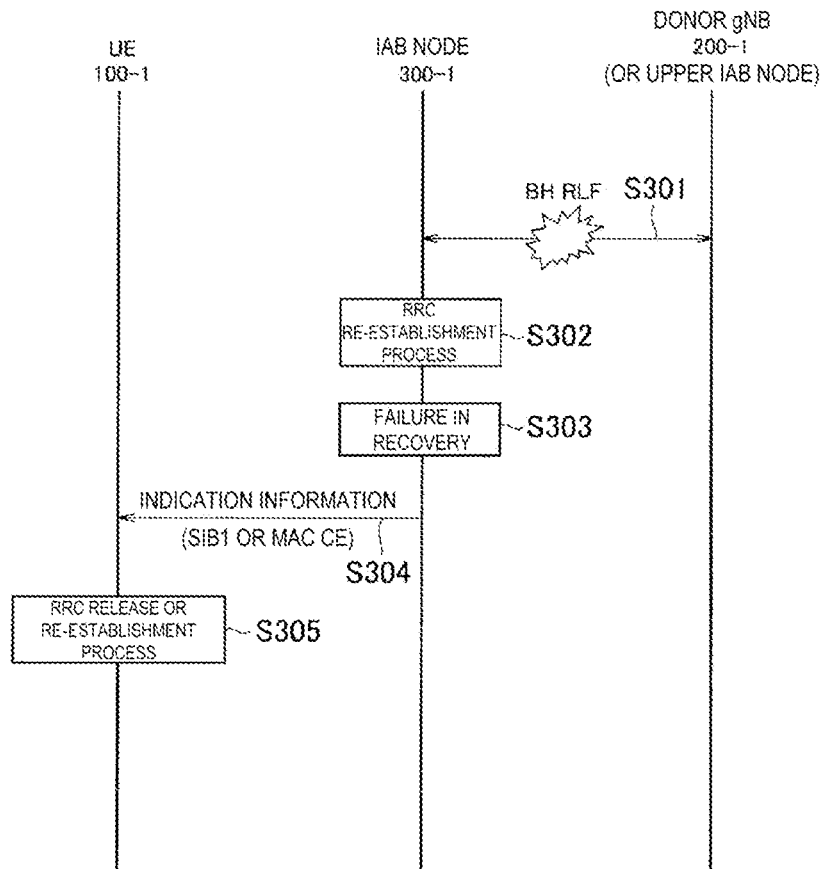 UE
100-1
IAB NODE
300-1
DONOR gNB
200-1
(OR UPPER IAB NODE)
BH RLF
S301
RRC
RE-ESTABLISHMENT
PROCESS
S302
FAILURE IN
RECOVERY
S303
INDICATION INFORMATION
(SIB1 OR MAC CE)
S304
RRC RELEASE OR
RE-ESTABLISHMENT
PROCESS
S305